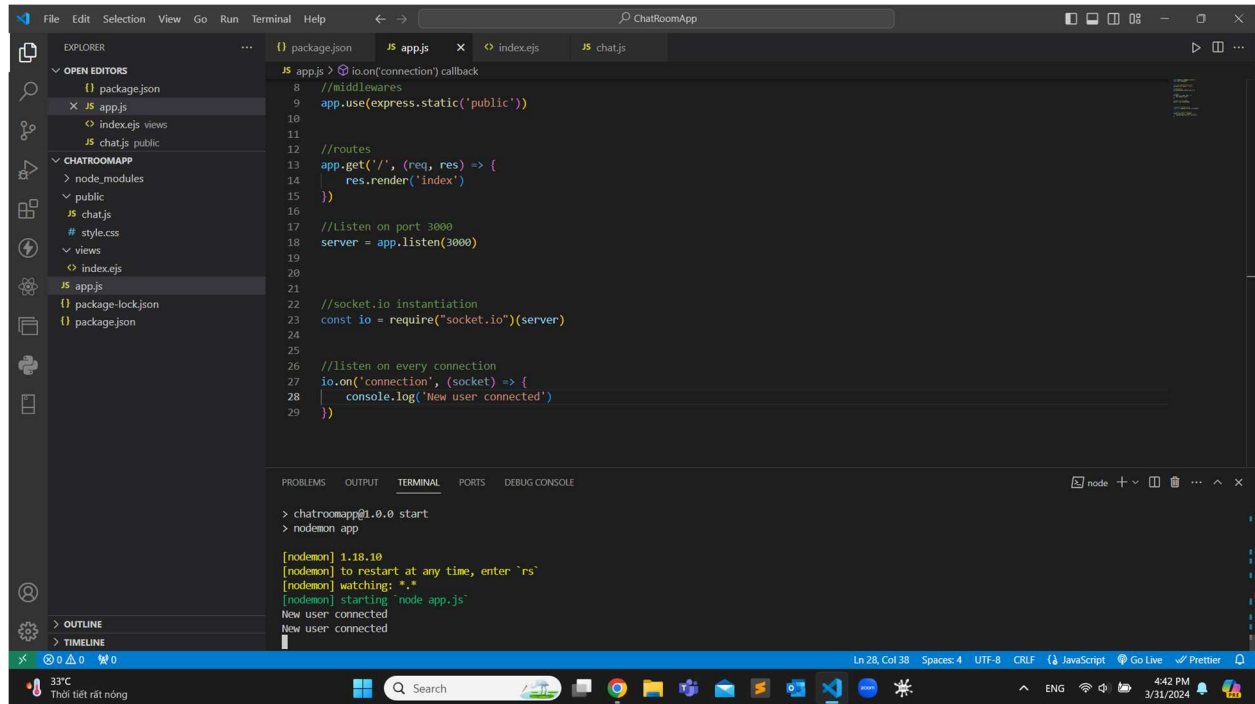 File Edit Selection View Go Run Terminal Help ← → ChatRoomApp
EXPLORER ...
OPEN EDITORS
{} package.json
JS app.js
<> index.ejs views
JS chat.js public
CHATROOMAPP
> node_modules
public
JS chat.js
# style.css
views
<> index.ejs
JS app.js
{} package-lock.json
{} package.json
> OUTLINE
> TIMELINE
{} package.json JS app.js × <> index.ejs JS chat.js
JS app.js > io.on('connection') callback
8 //middlewares
9 app.use(express.static('public'))
10
11
12 //routes
13 app.get('/', (req, res) => {
14     res.render('index')
15 })
16
17 //Listen on port 3000
18 server = app.listen(3000)
19
20
21
22 //socket.io instantiation
23 const io = require("socket.io")(server)
24
25
26 //listen on every connection
27 io.on('connection', (socket) => {
28     console.log('New user connected')
29 })
PROBLEMS OUTPUT TERMINAL PORTS DEBUG CONSOLE node
> chatroomapp@1.0.0 start
> nodemon app
[nodemon] 1.18.10
[nodemon] to restart at any time, enter `rs`
[nodemon] watching: *.*
[nodemon] starting `node app.js`
New user connected
New user connected
0 0 0 Ln 28, Col 38 Spaces: 4 UTF-8 CRLF {} JavaScript Go Live Prettier
33°C
Thời tiết rất nóng
Search
zoom
ENG
4:42 PM
3/31/2024
PRE